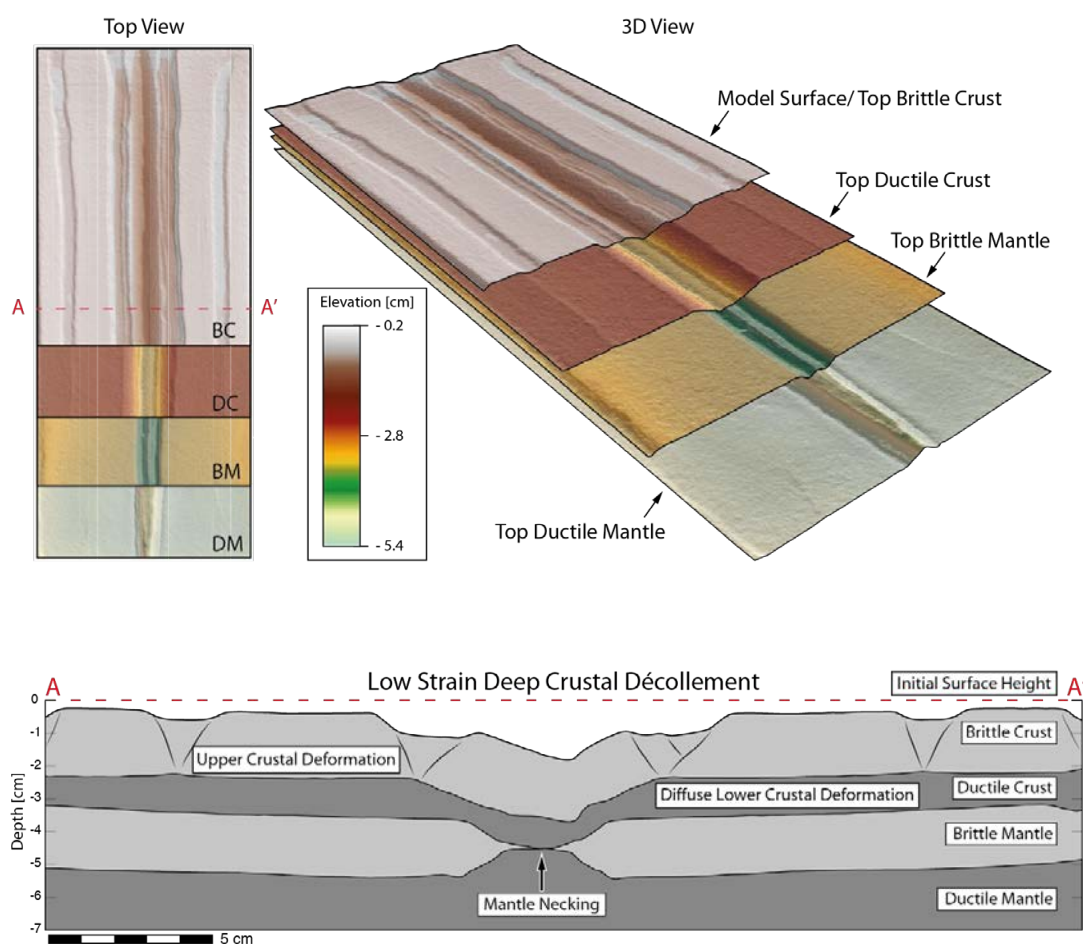 Top View
3D View
Model Surface/ Top Brittle Crust
Top Ductile Crust
Top Brittle Mantle
A
A'
BC
DC
BM
DM
Elevation [cm]
- 0.2
- 2.8
- 5.4
Top Ductile Mantle
A
Low Strain Deep Crustal Décollement
A'
Initial Surface Height
0
-1
-2
-3
-4
-5
-6
-7
Depth [cm]
Brittle Crust
Upper Crustal Deformation
Ductile Crust
Diffuse Lower Crustal Deformation
Brittle Mantle
Mantle Necking
Ductile Mantle
5 cm